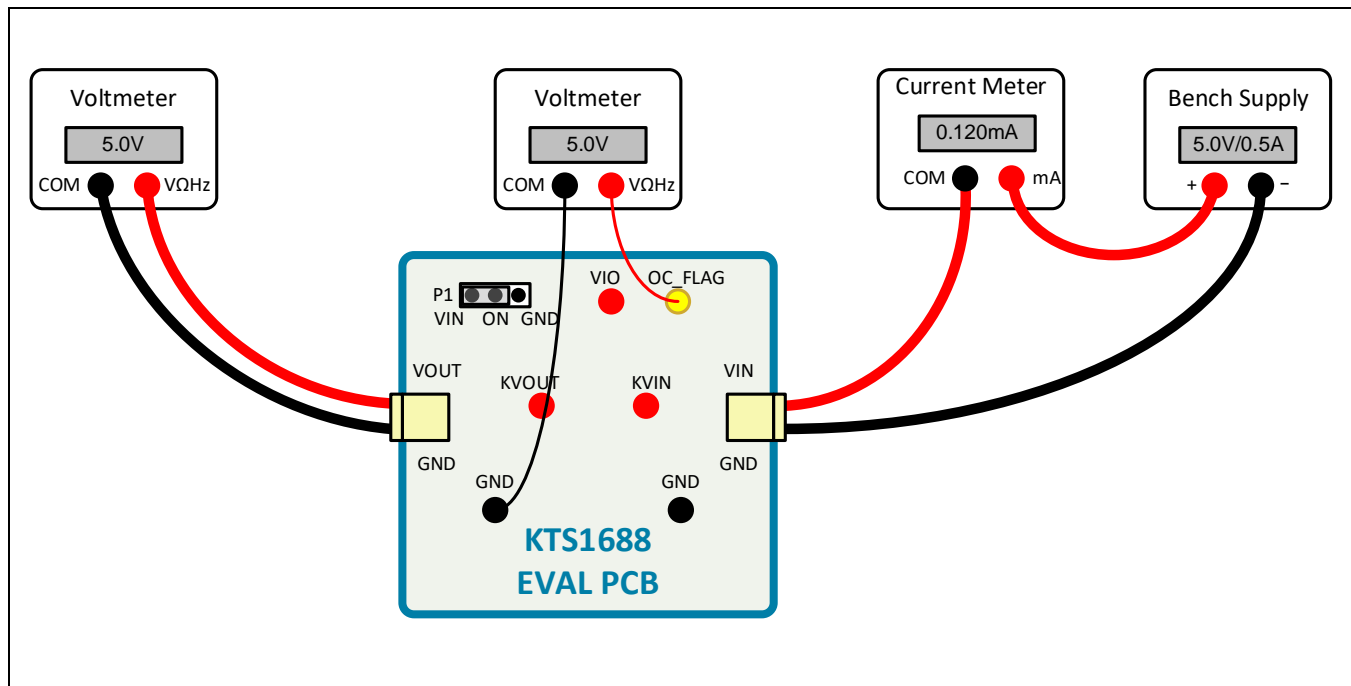 Voltmeter
5.0V
COM
VΩHz
Voltmeter
5.0V
COM
VΩHz
Current Meter
0.120mA
COM
mA
Bench Supply
5.0V/0.5A
+
−
P1
VIN ON GND
VIO
OC_FLAG
VOUT
KVOUT
KVIN
VIN
GND
GND
GND
GND
KTS1688
EVAL PCB